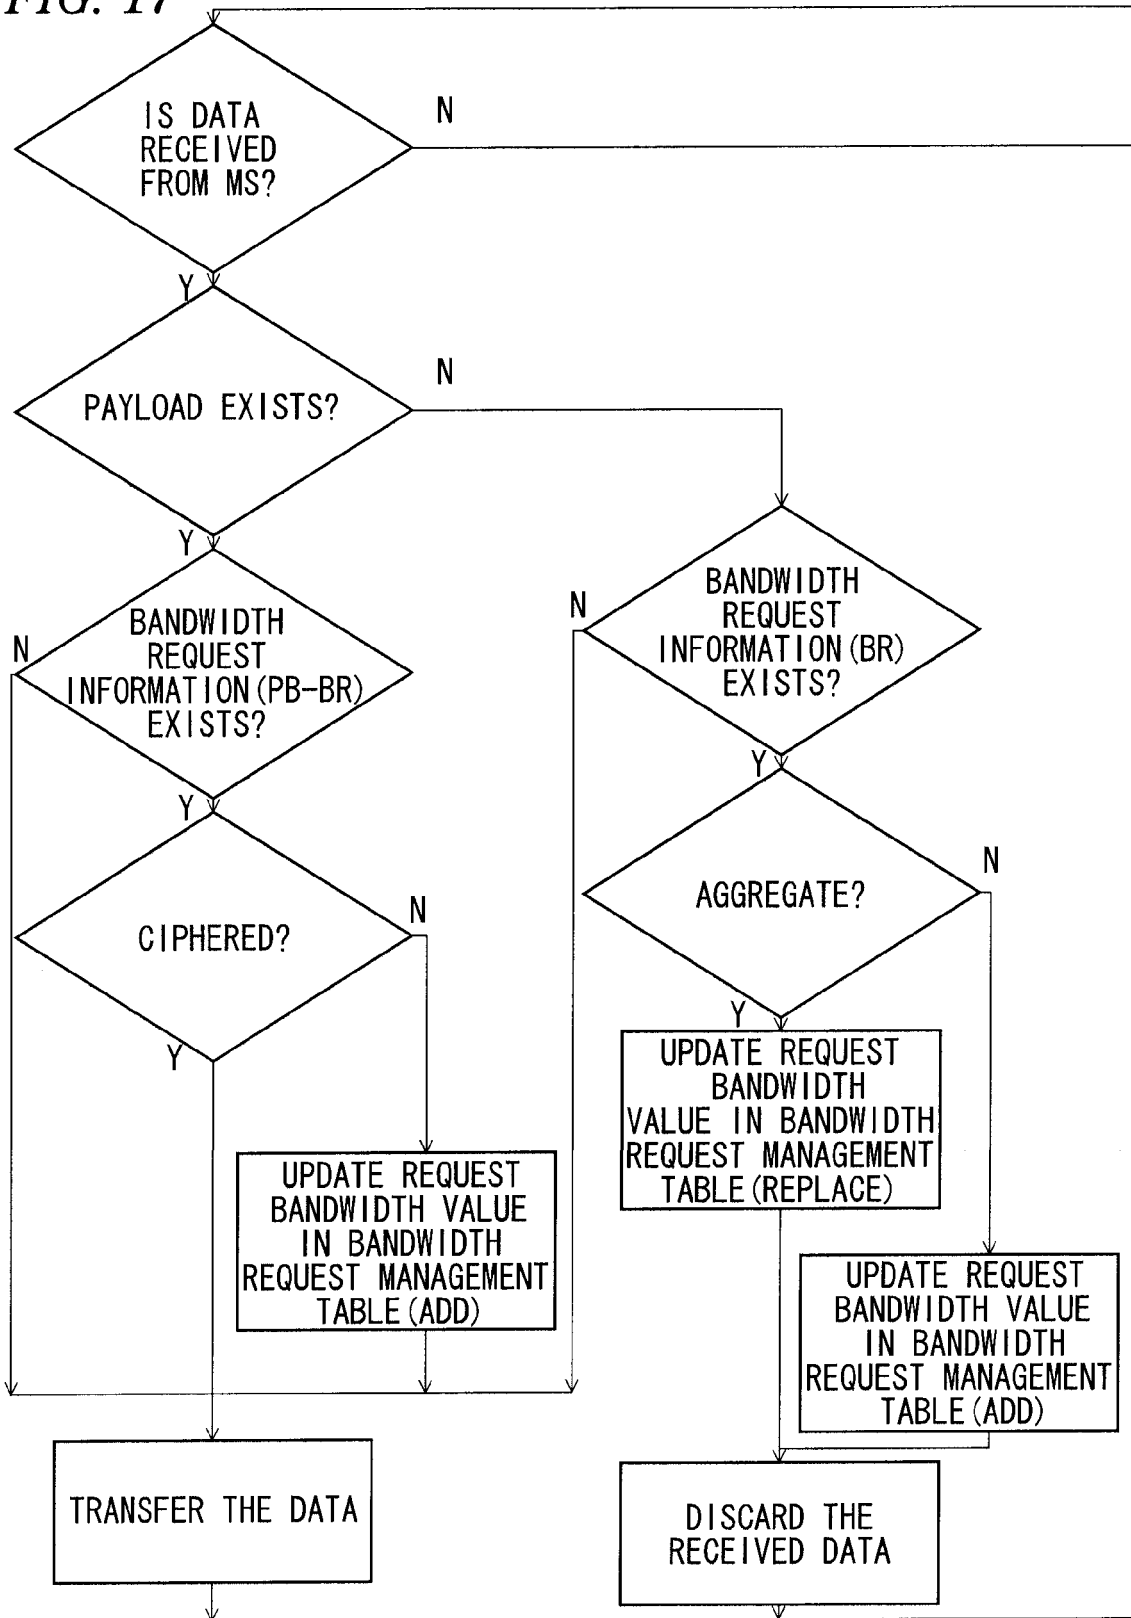 FIG. 17
IS DATA
RECEIVED
FROM MS?
N
Y
PAYLOAD EXISTS?
N
Y
BANDWIDTH
REQUEST
INFORMATION(PB-BR)
EXISTS?
N
Y
BANDWIDTH
REQUEST
INFORMATION(BR)
EXISTS?
N
Y
CIPHERED?
N
Y
AGGREGATE?
N
Y
UPDATE REQUEST
BANDWIDTH
VALUE IN BANDWIDTH
REQUEST MANAGEMENT
TABLE(REPLACE)
UPDATE REQUEST
BANDWIDTH VALUE
IN BANDWIDTH
REQUEST MANAGEMENT
TABLE(ADD)
UPDATE REQUEST
BANDWIDTH VALUE
IN BANDWIDTH
REQUEST MANAGEMENT
TABLE(ADD)
TRANSFER THE DATA
DISCARD THE
RECEIVED DATA